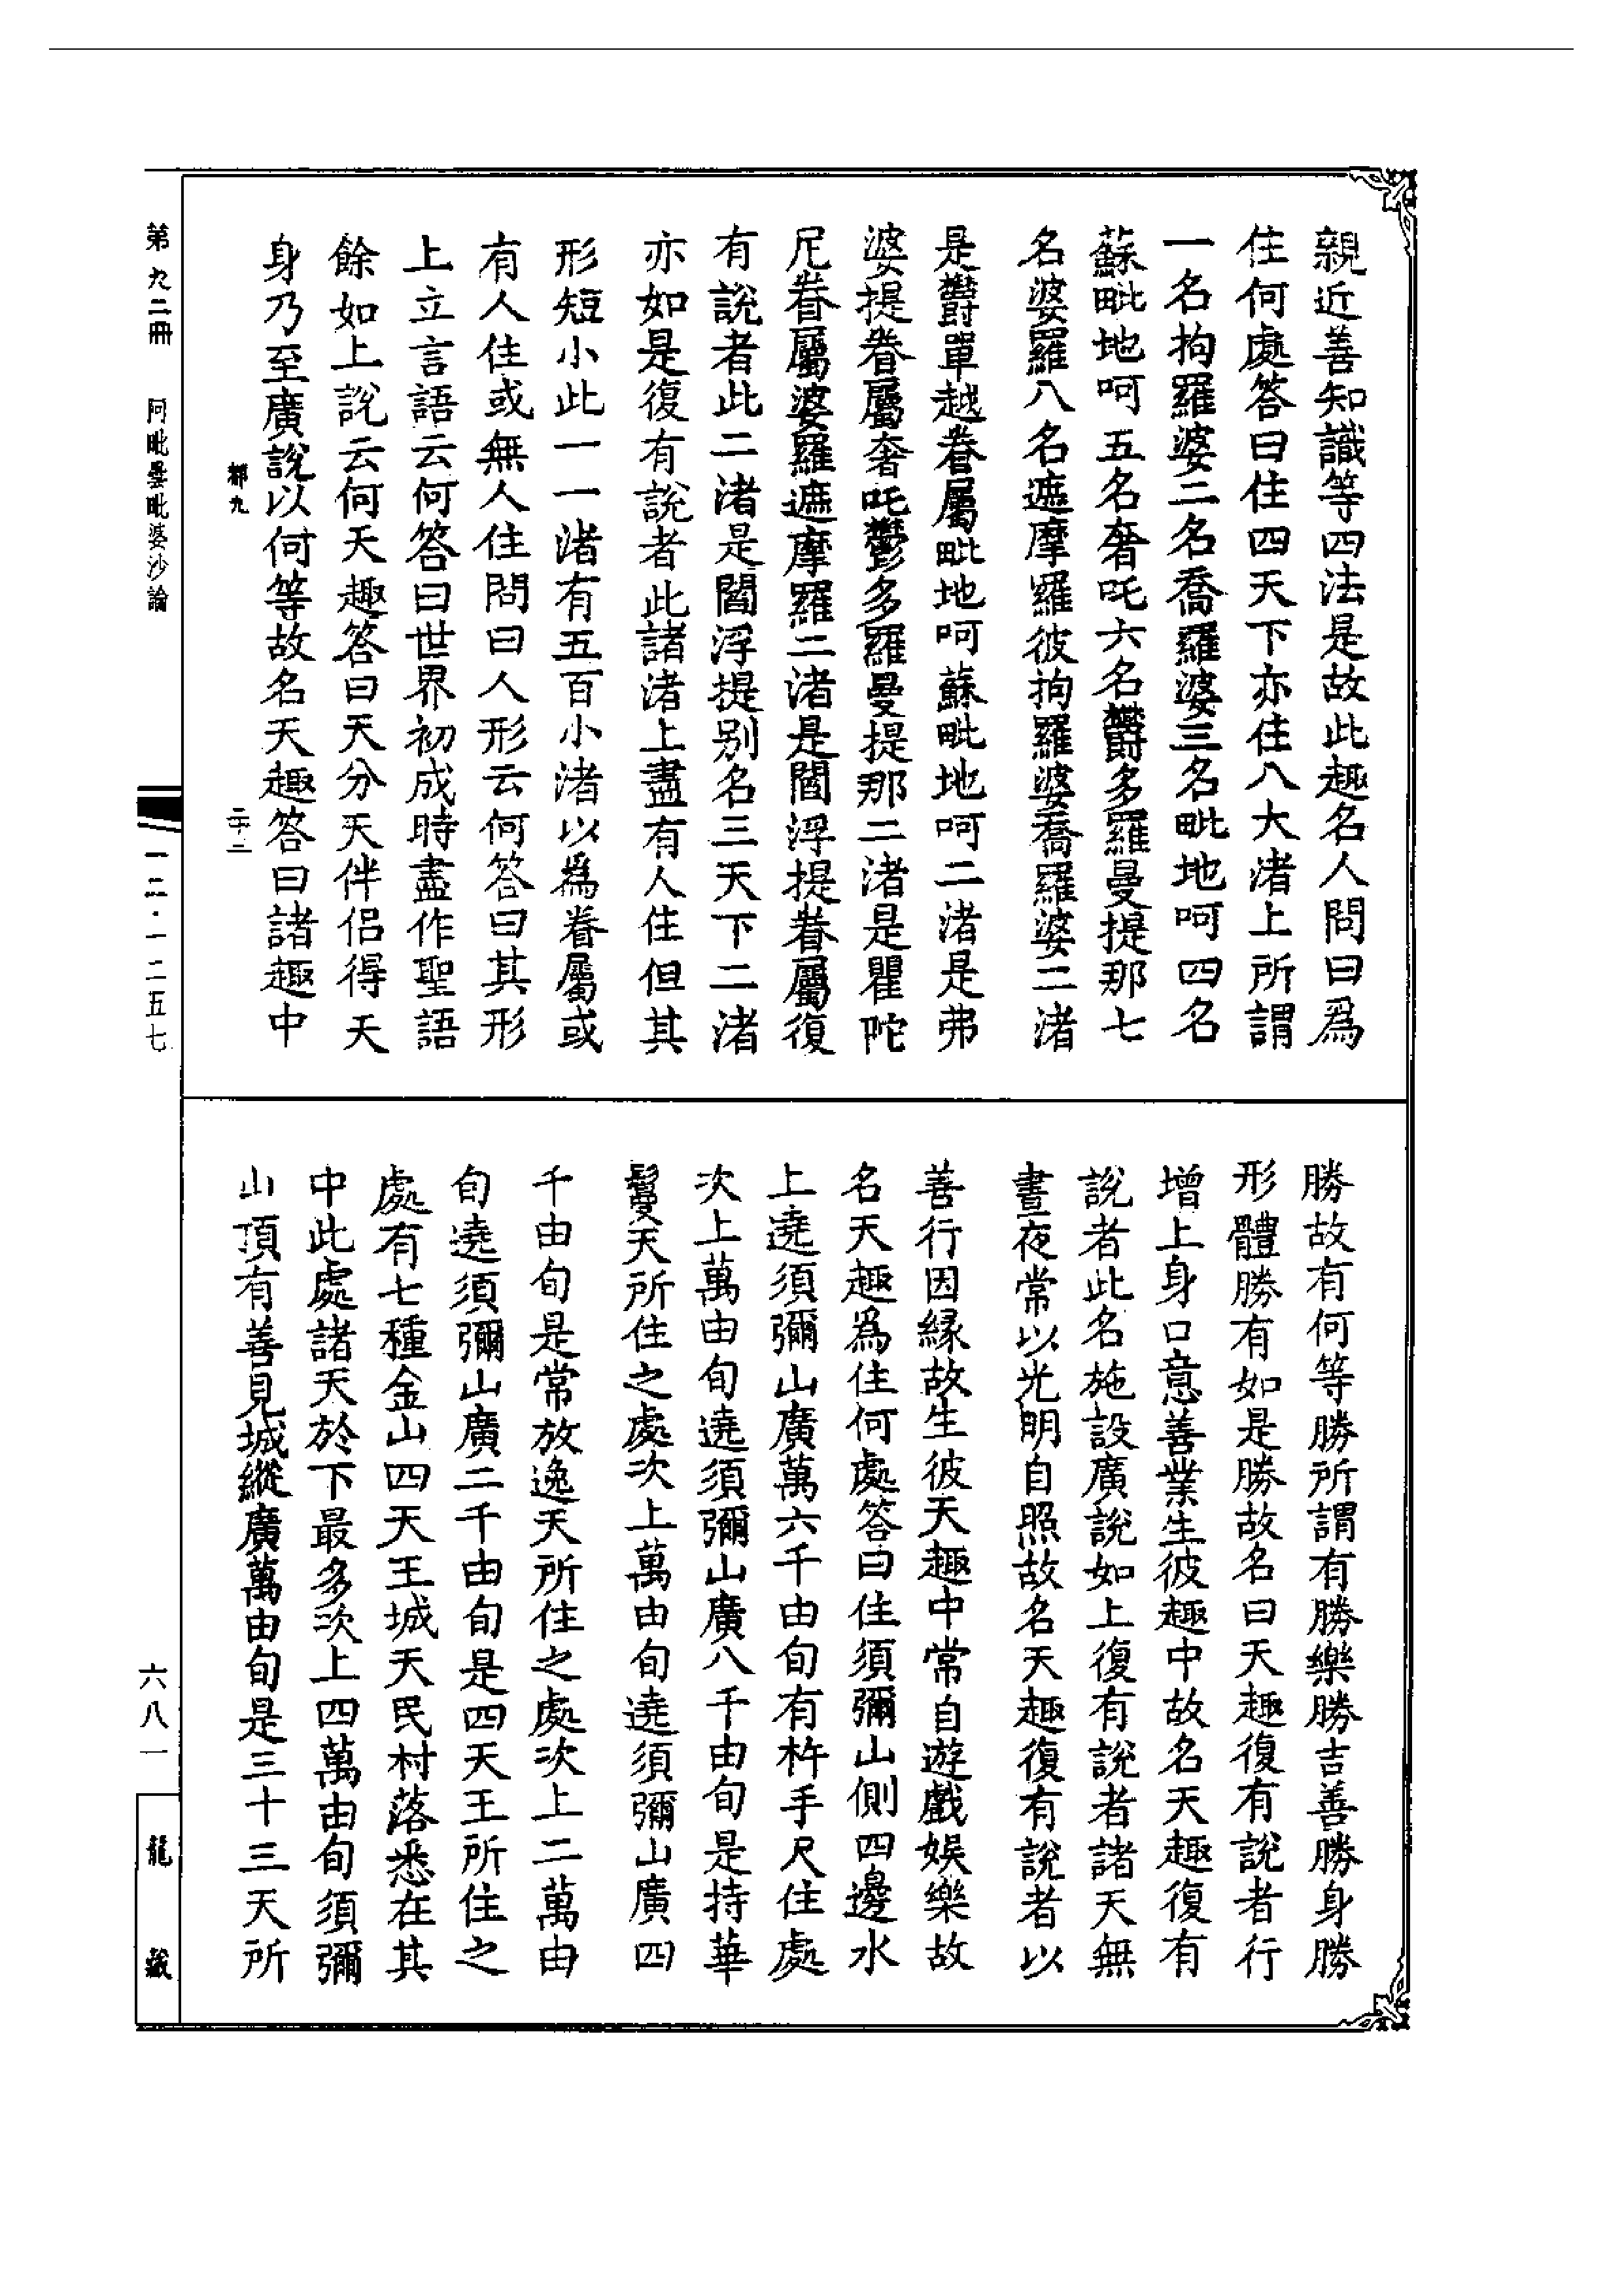 親近善知識等四法是故此趣名人問曰爲
住何處答曰住四天下亦住八大渚上所謂
一名拘羅婆二名喬羅婆三名毗地呵四名
蘇毗地呵五名奢吒六名欝多羅曼提那七
名婆羅八名遮摩羅彼拘羅婆喬羅婆二渚
是欝單越眷屬毗地呵蘇毗地呵二渚是弗
婆提眷屬奢吒欝多羅曼提那二渚是瞿陀
尼眷屬婆羅遮摩羅二渚是閻浮提眷屬復
有說者此二渚是閻浮提別名三天下二渚
亦如是復有說者此諸渚上盡有人住但其
形短小此一一渚有五百小渚以爲眷屬或
有人住或無人住問曰人形云何答曰其形
上立言語云何答曰世界初成時盡作聖語
餘如上說云何天趣答曰天分天伴侣得天
身乃至廣說以何等故名天趣答曰諸趣中
勝故有何等勝所謂有勝樂勝吉善勝身勝
形體勝有如是勝故名曰天趣復有說者行
增上身口意善業生彼趣中故名天趣復有
說者此名施設廣說如上復有說者諸天無
晝夜常以光明自照故名天趣復有說者以
善行因緣故生彼天趣中常自遊戲娛樂故
名天趣爲住何處答曰住須彌山側四邊水
上遶須彌山廣萬六千由旬有杵手尺住處
次上萬由旬遶須彌山廣八千由旬是持華
鬘天所住之處次上萬由旬遶須彌山廣四
千由旬是常放逸天所住之處次上二萬由
旬遶須彌山廣二千由旬是四天王所住之
處有七種金山四天王城天民村落悉在其
中此處諸天於下最多次上四萬由旬須彌
山頂有善見城縱廣萬由旬是三十三天所
第九二冊 阿毗曇毗婆沙論
一二·一二五七
六八一
龍藏